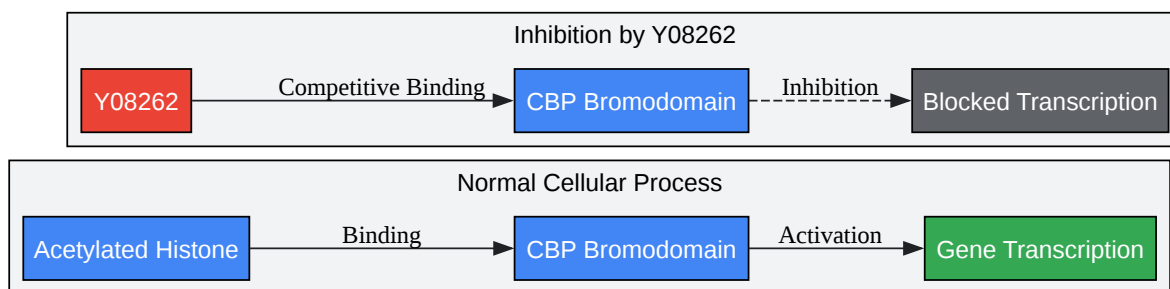 Inhibition by Y08262
Y08262
Competitive Binding
CBP Bromodomain
Inhibition
Blocked Transcription
Normal Cellular Process
Acetylated Histone
Binding
CBP Bromodomain
Activation
Gene Transcription